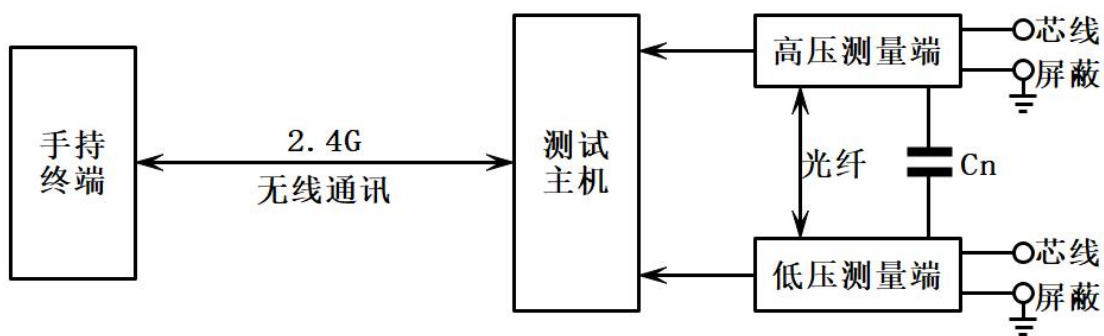 手持
终端
2.4G
无线通讯
测试
主机
高压测量端
芯线
屏蔽
光纤
Cn
低压测量端
芯线
屏蔽